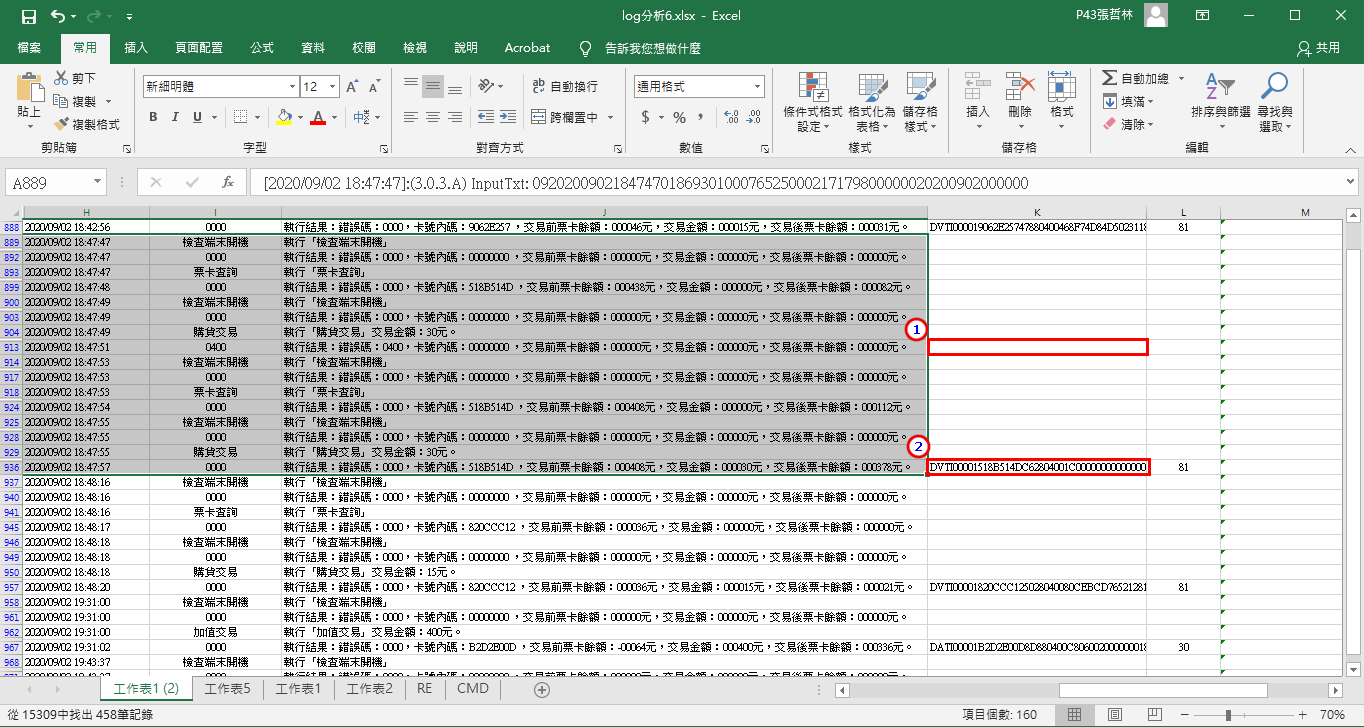 log分析6.xlsx - Excel
P43張哲林
檔案 常用 插入 頁面配置 公式 資料 校閱 檢視 說明 Acrobat 告訴我您想做什麼 共用
貼上
剪下
複製
複製格式
剪貼簿
新細明體 12
B I U
字型
自動換行
跨欄置中
對齊方式
通用格式
$ % ,
數值
條件式格式設定
格式化為表格
儲存格樣式
樣式
插入 刪除 格式
儲存格
自動加總
填滿
清除
排序與篩選
尋找與選取
編輯
A889 fx [2020/09/02 18:47:47]:(3.0.3.A) InputTxt: 
H I J K L M
888 2020/09/02 18:42:56 0000 執行結果：錯誤碼：0000，卡號內碼：9062E257，交易前票卡餘額：000046元，交易金額：000015元，交易後票卡餘額：000031元。 DVTI000019062E25747880400468F74D84D5023118 81
889 2020/09/02 18:47:47 檢查端末開機 執行「檢查端末開機」
892 2020/09/02 18:47:47 0000 執行結果：錯誤碼：0000，卡號內碼：00000000，交易前票卡餘額：000000元，交易金額：000000元，交易後票卡餘額：000000元。
893 2020/09/02 18:47:47 票卡查詢 執行「票卡查詢」
899 2020/09/02 18:47:48 0000 執行結果：錯誤碼：0000，卡號內碼：518B514D，交易前票卡餘額：000438元，交易金額：000000元，交易後票卡餘額：000082元。
900 2020/09/02 18:47:49 檢查端末開機 執行「檢查端末開機」
903 2020/09/02 18:47:49 0000 執行結果：錯誤碼：0000，卡號內碼：00000000，交易前票卡餘額：000000元，交易金額：000000元，交易後票卡餘額：000000元。
904 2020/09/02 18:47:49 購貨交易 執行「購貨交易」交易金額：30元。
1
913 2020/09/02 18:47:51 0400 執行結果：錯誤碼：0400，卡號內碼：00000000，交易前票卡餘額：000000元，交易金額：000000元，交易後票卡餘額：000000元。
914 2020/09/02 18:47:53 檢查端末開機 執行「檢查端末開機」
917 2020/09/02 18:47:53 0000 執行結果：錯誤碼：0000，卡號內碼：00000000，交易前票卡餘額：000000元，交易金額：000000元，交易後票卡餘額：000000元。
918 2020/09/02 18:47:53 票卡查詢 執行「票卡查詢」
924 2020/09/02 18:47:54 0000 執行結果：錯誤碼：0000，卡號內碼：518B514D，交易前票卡餘額：000408元，交易金額：000000元，交易後票卡餘額：000112元。
925 2020/09/02 18:47:55 檢查端末開機 執行「檢查端末開機」
928 2020/09/02 18:47:55 0000 執行結果：錯誤碼：0000，卡號內碼：00000000，交易前票卡餘額：000000元，交易金額：000000元，交易後票卡餘額：000000元。
929 2020/09/02 18:47:55 購貨交易 執行「購貨交易」交易金額：30元。
2
936 2020/09/02 18:47:57 0000 執行結果：錯誤碼：0000，卡號內碼：518B514D，交易前票卡餘額：000408元，交易金額：000030元，交易後票卡餘額：000378元。 81
937 2020/09/02 18:48:16 檢查端末開機 執行「檢查端末開機」
940 2020/09/02 18:48:16 0000 執行結果：錯誤碼：0000，卡號內碼：00000000，交易前票卡餘額：000000元，交易金額：000000元，交易後票卡餘額：000000元。
941 2020/09/02 18:48:16 票卡查詢 執行「票卡查詢」
945 2020/09/02 18:48:17 0000 執行結果：錯誤碼：0000，卡號內碼：820CCC12，交易前票卡餘額：000036元，交易金額：000000元，交易後票卡餘額：000000元。
946 2020/09/02 18:48:18 檢查端末開機 執行「檢查端末開機」
949 2020/09/02 18:48:18 0000 執行結果：錯誤碼：0000，卡號內碼：00000000，交易前票卡餘額：000000元，交易金額：000000元，交易後票卡餘額：000000元。
950 2020/09/02 18:48:18 購貨交易 執行「購貨交易」交易金額：15元。
957 2020/09/02 18:48:20 0000 執行結果：錯誤碼：0000，卡號內碼：820CCC12，交易前票卡餘額：000036元，交易金額：000015元，交易後票卡餘額：000021元。 DVTI00001820CCC125028040080CEBCD76521281 81
958 2020/09/02 19:31:00 檢查端末開機 執行「檢查端末開機」
961 2020/09/02 19:31:00 0000 執行結果：錯誤碼：0000，卡號內碼：00000000，交易前票卡餘額：000000元，交易金額：000000元，交易後票卡餘額：000000元。
962 2020/09/02 19:31:00 加值交易 執行「加值交易」交易金額：400元。
967 2020/09/02 19:31:02 0000 執行結果：錯誤碼：0000，卡號內碼：B2D2E00D，交易前票卡餘額：-00064元，交易金額：000400元，交易後票卡餘額：000336元。 DATI00001B2D2E00D8D880400C80600200000018 30
968 2020/09/02 19:43:37 檢查端末開機 執行「檢查端末開機」
工作表1 (2) 工作表5 工作表1 工作表2 RE CMD
從 15309中找出 458筆記錄 項目個數: 160 70%